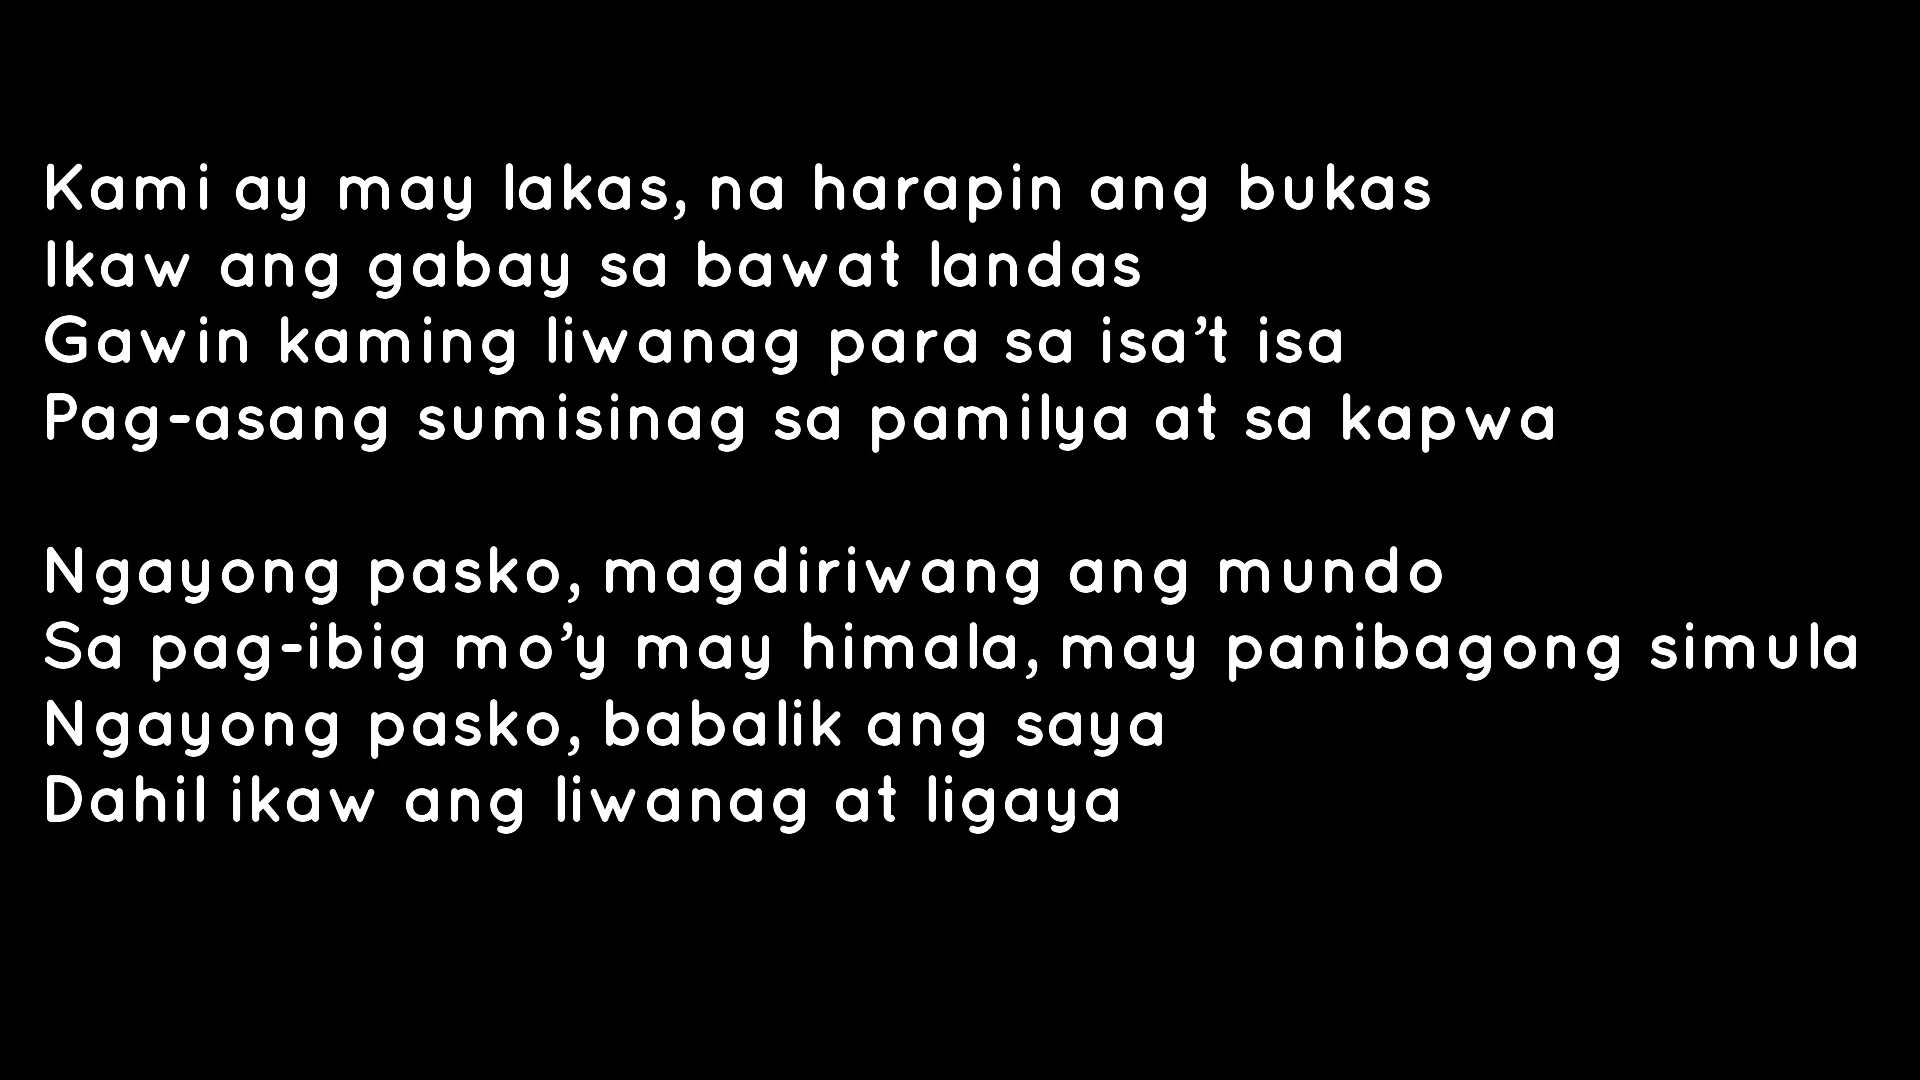 Kami ay may lakas, na harapin ang bukas
Ikaw ang gabay sa bawat landas
Gawin kaming liwanag para sa isa’t isa
Pag-asang sumisinag sa pamilya at sa kapwa
Ngayong pasko, magdiriwang ang mundo
Sa pag-ibig mo’y may himala, may panibagong simula
Ngayong pasko, babalik ang saya
Dahil ikaw ang liwanag at ligaya